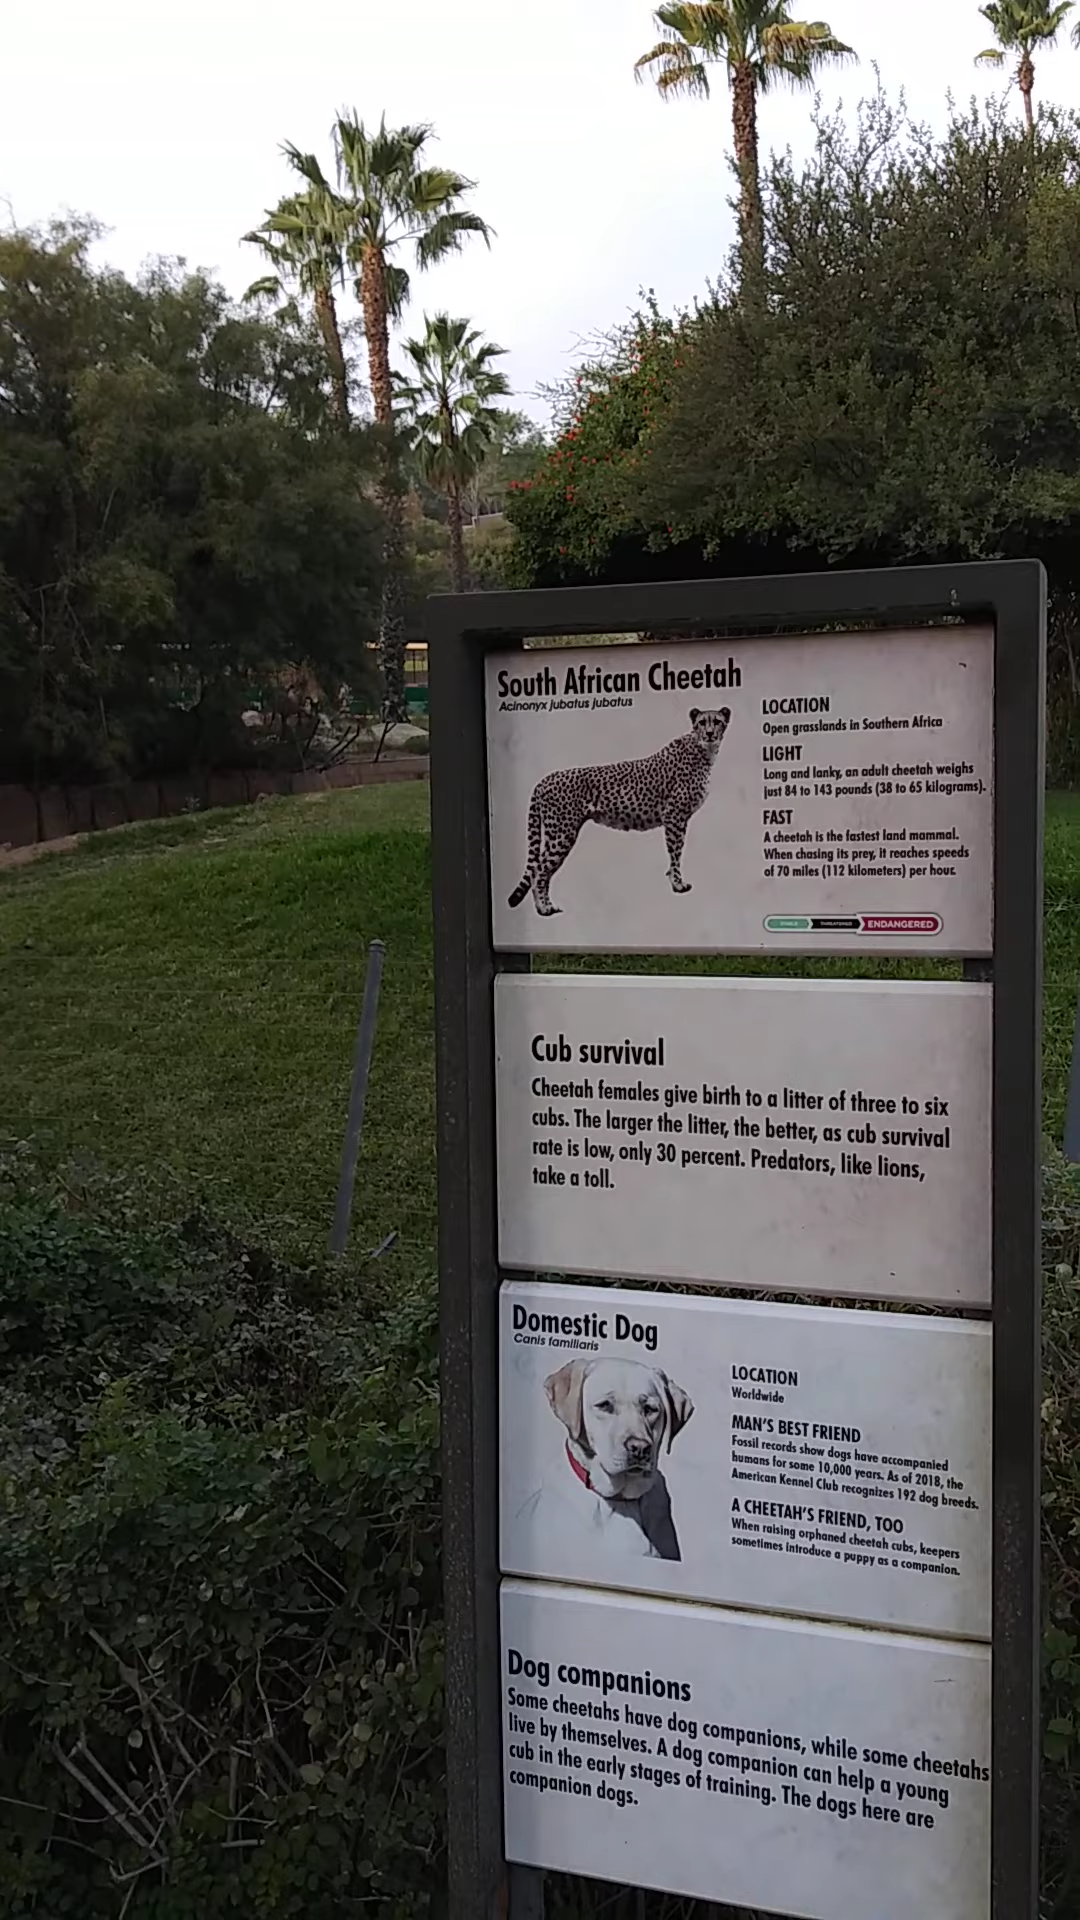 South African Cheetah
Acinonyx jubatus jubatus
LOCATION
Open grasslands in Southern Africa
LIGHT
Long and lanky, an adult cheetah weighs
just 84 to 143 pounds (38 to 65 kilograms).
FAST
A cheetah is the fastest land mammal.
When chasing its prey, it reaches speeds
of 70 miles (112 kilometers) per hour.
STABLE THREATENED ENDANGERED
Cub survival
Cheetah females give birth to a litter of three to six
cubs. The larger the litter, the better, as cub survival
rate is low, only 30 percent. Predators, like lions,
take a toll.
Domestic Dog
Canis familiaris
LOCATION
Worldwide
MAN'S BEST FRIEND
Fossil records show dogs have accompanied
humans for some 10,000 years. As of 2018, the
American Kennel Club recognizes 192 dog breeds.
A CHEETAH'S FRIEND, TOO
When raising orphaned cheetah cubs, keepers
sometimes introduce a puppy as a companion.
Dog companions
Some cheetahs have dog companions, while some cheetahs
live by themselves. A dog companion can help a young
cub in the early stages of training. The dogs here are
companion dogs.